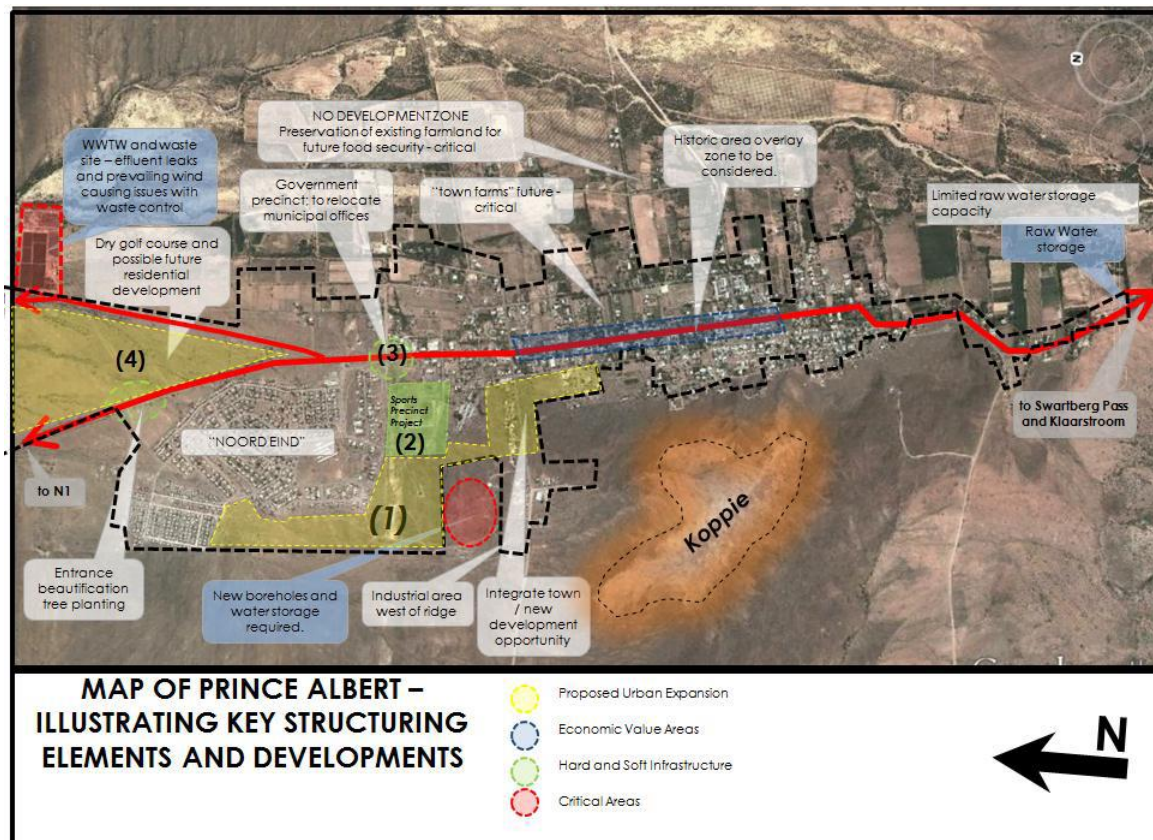 NO DEVELOPMENT ZONE
Preservation of existing farmland for
future food security - critical
WWTW and waste
site – effluent leaks
and prevailing wind
causing issues with
waste control
Government
precinct: to relocate
municipal offices
"town farms" future -
critical
Historic area overlay
zone to be
considered.
Limited raw water storage
capacity
Raw Water
storage
Dry golf course and
possible future
residential
development
(4)
(3)
Sports
Precinct
Project
(2)
"NOORD EIND"
(1)
to N1
to Swartberg Pass
and Klaarstroom
Koppie
Entrance
beautification
tree planting
New boreholes and
water storage
required.
Industrial area
west of ridge
Integrate town
/ new
development
opportunity
MAP OF PRINCE ALBERT –
ILLUSTRATING KEY STRUCTURING
ELEMENTS AND DEVELOPMENTS
Proposed Urban Expansion
Economic Value Areas
Hard and Soft Infrastructure
Critical Areas
N